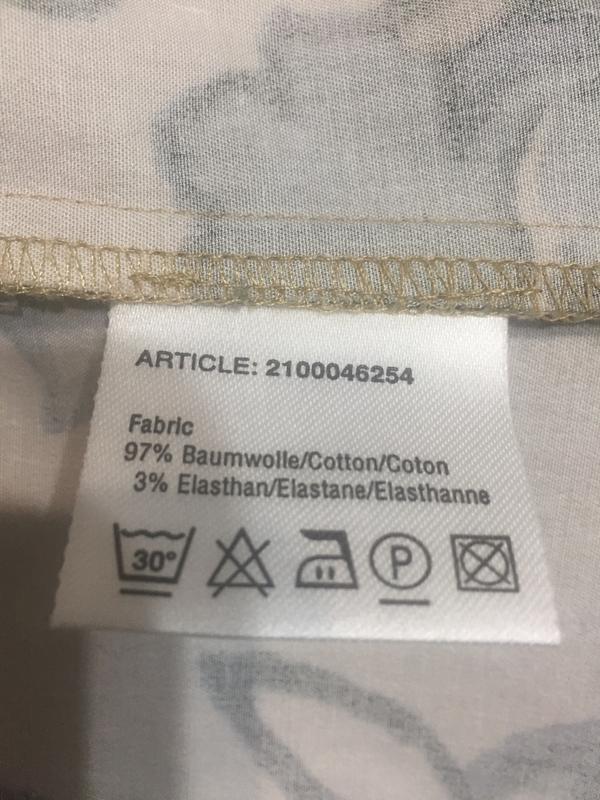 ARTICLE: 2100046254
Fabric
97% Baumwolle/Cotton/Coton
3% Elasthan/Elastane/Elasthanne
30° P